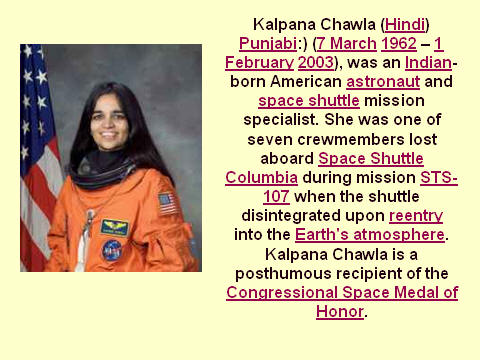 Kalpana Chawla (Hindi)
Punjabi:) (7 March 1962 – 1
February 2003), was an Indian-
born American astronaut and
space shuttle mission
specialist. She was one of
seven crewmembers lost
aboard Space Shuttle
Columbia during mission STS-
107 when the shuttle
disintegrated upon reentry
into the Earth's atmosphere.
Kalpana Chawla is a
posthumous recipient of the
Congressional Space Medal of
Honor.
NASA